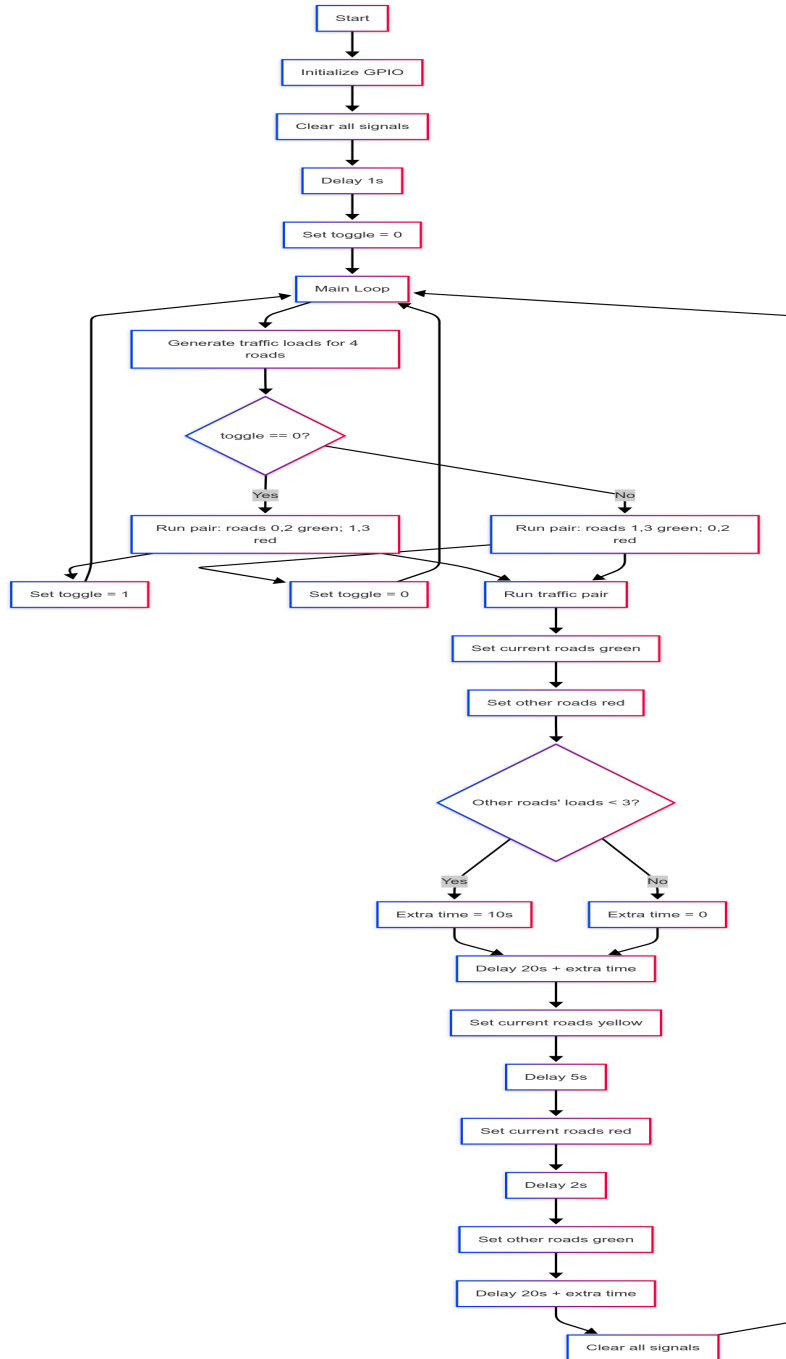 Start
Initialize GPIO
Clear all signals
Delay 1s
Set toggle = 0
Main Loop
Generate traffic loads for 4
roads
toggle == 0?
Yes
No
Run pair: roads 0,2 green; 1,3
red
Run pair: roads 1,3 green; 0,2
red
Set toggle = 1
Set toggle = 0
Run traffic pair
Set current roads green
Set other roads red
Other roads' loads < 3?
Yes
No
Extra time = 10s
Extra time = 0
Delay 20s + extra time
Set current roads yellow
Delay 5s
Set current roads red
Delay 2s
Set other roads green
Delay 20s + extra time
Clear all signals